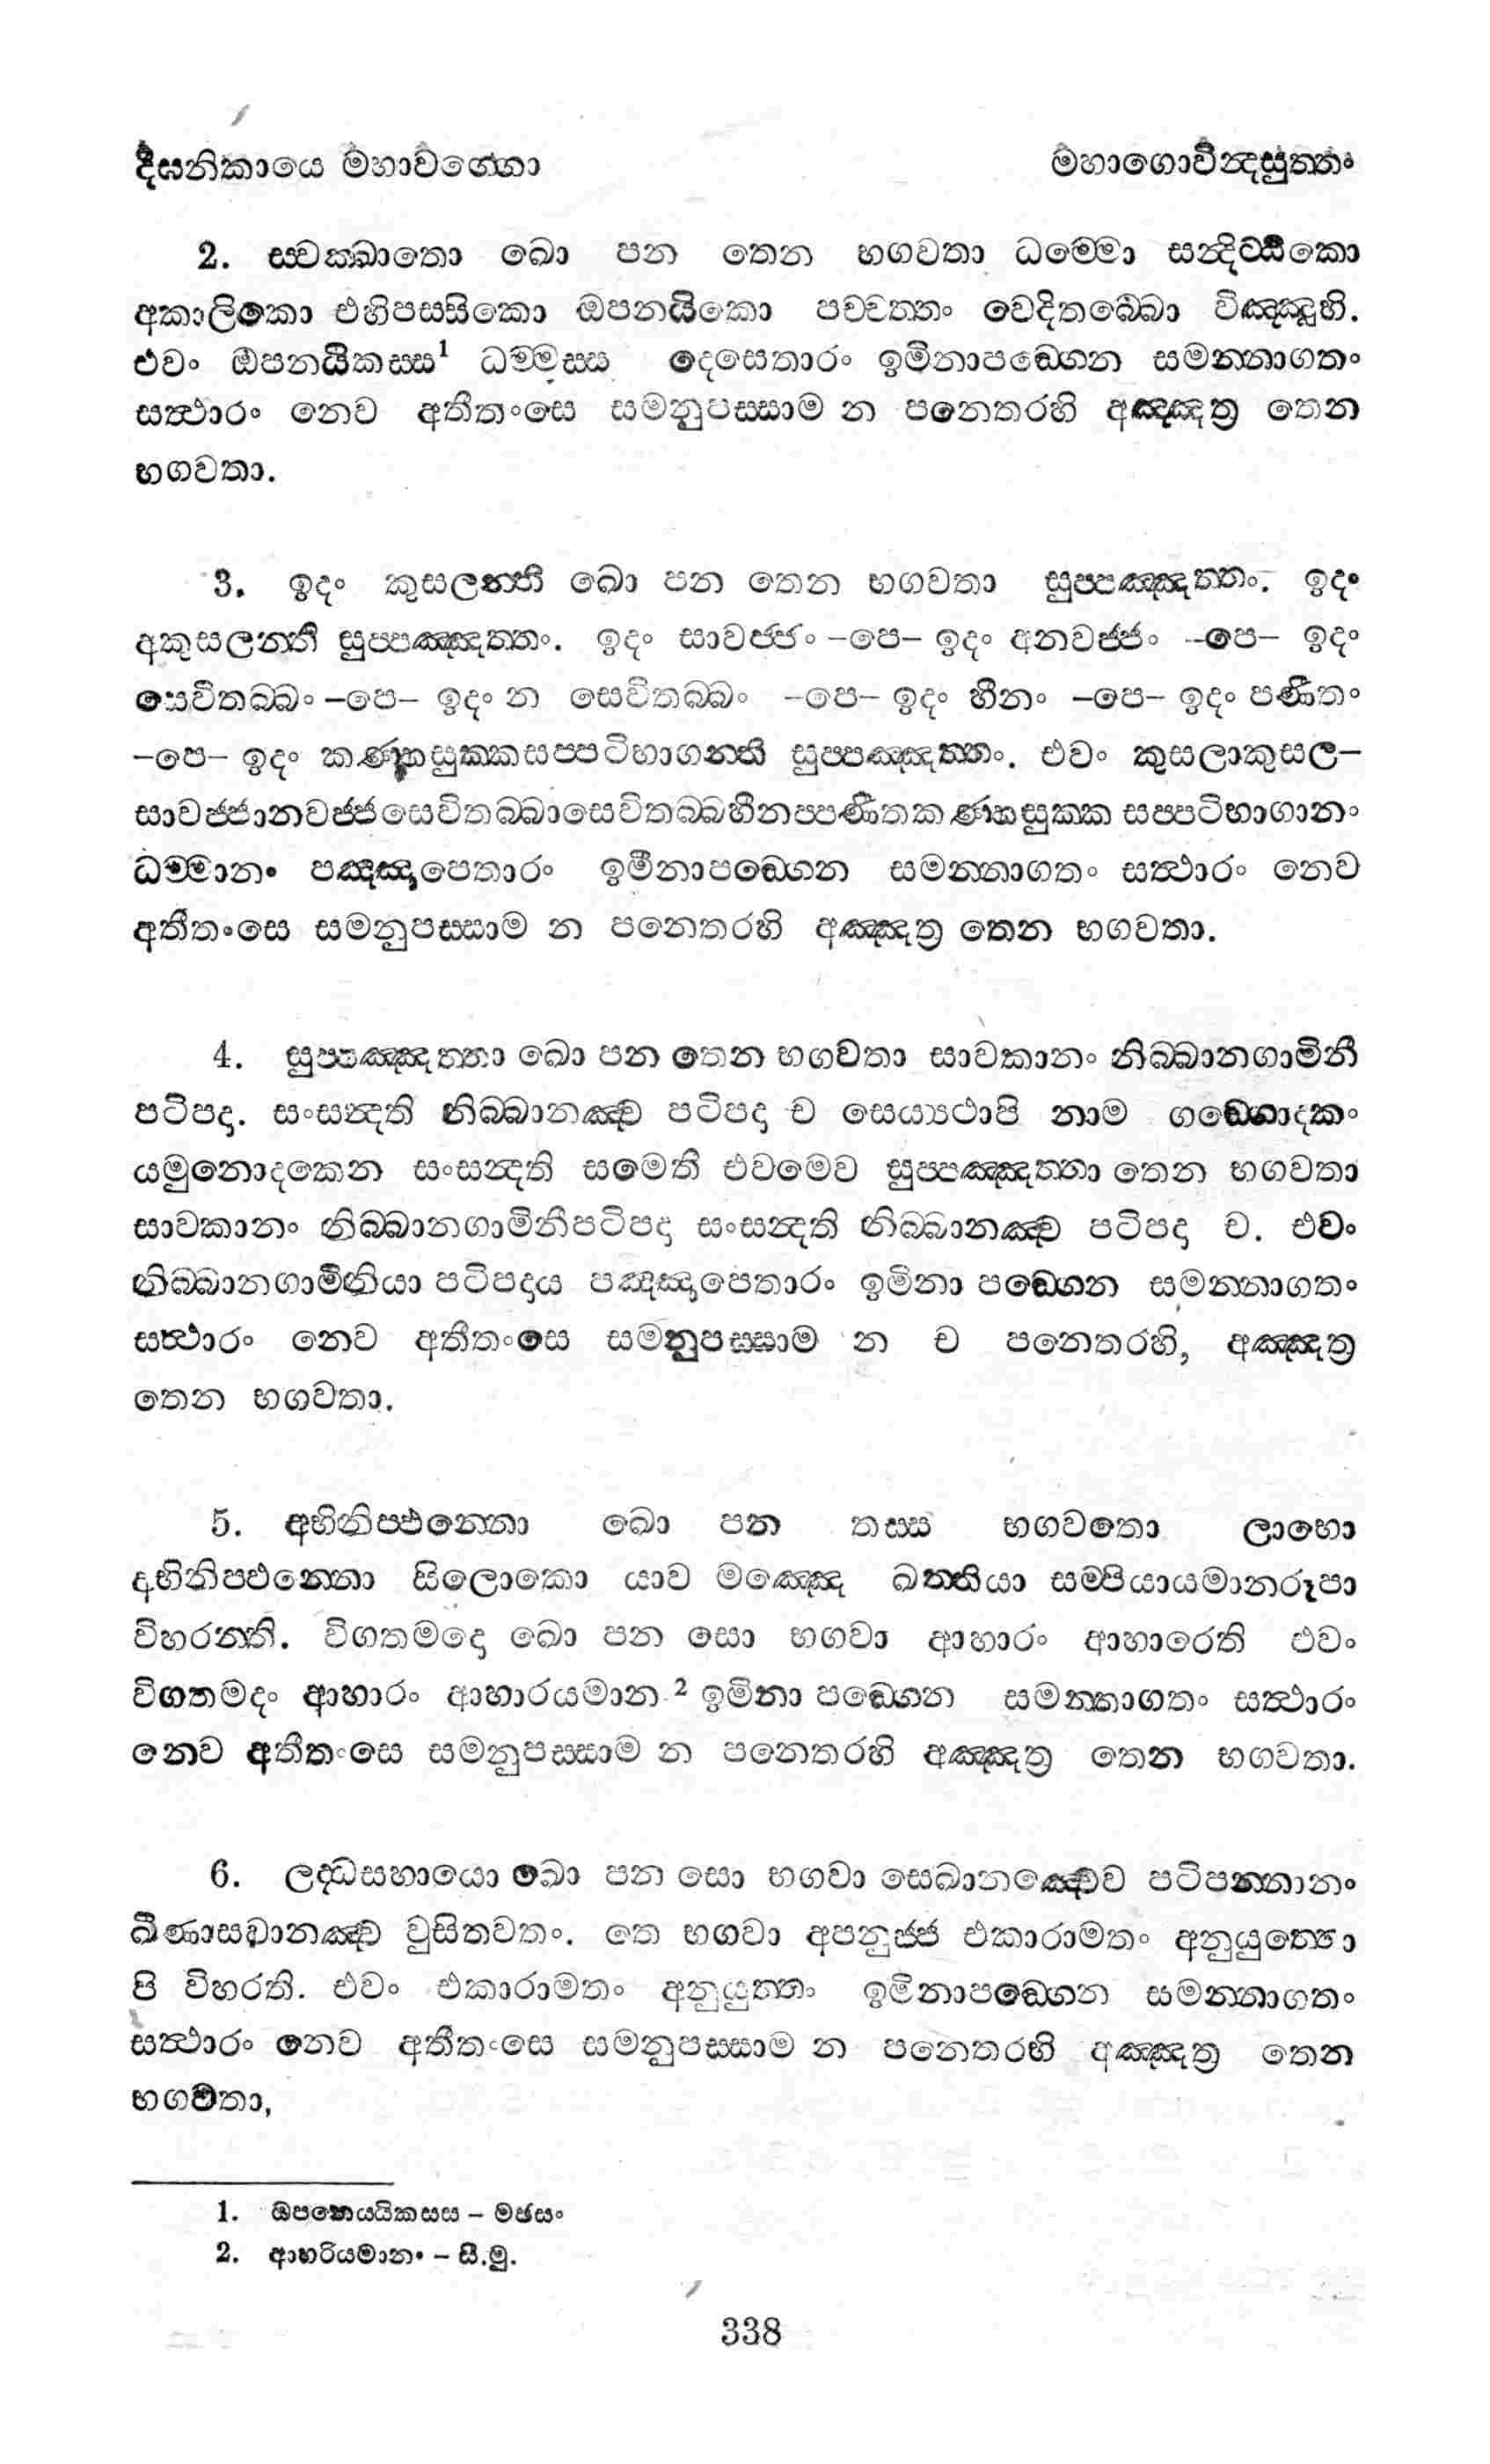 දීඝනිකායෙ මහාවග්ගො
මහාගොවින්දසුත්තං
2. ස්වක්ඛාතො ඛො පන තෙන භගවතා ධම්මො සන්දිට්ඨිකො
අකාලිකො එහිපස්සිකො ඔපනයිකො පච්චත්තං වෙදිතබ්බො විඤ්ඤූහි.
එවං ඔපනයිකස්ස1 ධම්මස්ස දෙසෙතාරං ඉමිනාපඞ්ගෙන සමන්නාගතං
සත්ථාරං නෙව අතීතංසෙ සමනුපස්සාම න පනෙතරහි අඤ්ඤත්‍ර තෙන
භගවතා.
3. ඉදං කුසලන්ති ඛො පන තෙන භගවතා සුප්පඤ්ඤත්තං. ඉදං
අකුසලන්ති සුප්පඤ්ඤත්තං. ඉදං සාවජ්ජං –පෙ– ඉදං අනවජ්ජං –පෙ– ඉදං
සෙවිතබ්බං –පෙ– ඉදං න සෙවිතබ්බං –පෙ– ඉදං හීනං –පෙ– ඉදං පණීතං
–පෙ– ඉදං කණ්හසුක්කසප්පටිභාගන්ති සුප්පඤ්ඤත්තං. එවං කුසලාකුසල–
සාවජ්ජානවජ්ජසෙවිතබ්බාසෙවිතබ්බහීනප්පණීතකණ්හසුක්ක සප්පටිභාගානං
ධම්මානං පඤ්ඤාපෙතාරං ඉමිනාපඞ්ගෙන සමන්නාගතං සත්ථාරං නෙව
අතීතංසෙ සමනුපස්සාම න පනෙතරහි අඤ්ඤත්‍ර තෙන භගවතා.
4. සුප්පඤ්ඤත්තා ඛො පන තෙන භගවතා සාවකානං නිබ්බානගාමිනී
පටිපදා. සංසන්දති නිබ්බානඤ්ච පටිපදා ච සෙය්‍යථාපි නාම ගඞ්ගොදකං
යමුනොදකෙන සංසන්දති සමෙති එවමෙව සුප්පඤ්ඤත්තා තෙන භගවතා
සාවකානං නිබ්බානගාමිනීපටිපදා සංසන්දති නිබ්බානඤ්ච පටිපදා ච. එවං
නිබ්බානගාමිනියා පටිපදාය පඤ්ඤාපෙතාරං ඉමිනා පඞ්ගෙන සමන්නාගතං
සත්ථාරං නෙව අතීතංසෙ සමනුපස්සාම න ච පනෙතරහි, අඤ්ඤත්‍ර
තෙන භගවතා.
5. අභිනිප්ඵන්නො ඛො පන තස්ස භගවතො ලාභො
අභිනිප්ඵන්නො සිලොකො යාව මඤ්ඤෙ ඛත්තියා සම්පියායමානරූපා
විහරන්ති. විගතමදො ඛො පන සො භගවා ආහාරං ආහාරෙති එවං
විගතමදං ආහාරං ආහාරයමාන 2 ඉමිනා පඞ්ගෙන සමන්නාගතං සත්ථාරං
නෙව අතීතංසෙ සමනුපස්සාම න පනෙතරහි අඤ්ඤත්‍ර තෙන භගවතා.
6. ලද්ධසහායො ඛො පන සො භගවා සෙඛානඤ්චෙව පටිපන්නානං
ඛීණාසවානඤ්ච වුසිතවතං. තෙ භගවා අපනුජ්ජ එකාරාමතං අනුයුත්තො
පි විහරති. එවං එකාරාමතං අනුයුත්තං ඉමිනාපඞ්ගෙන සමන්නාගතං
සත්ථාරං නෙව අතීතංසෙ සමනුපස්සාම න පනෙතරහි අඤ්ඤත්‍ර තෙන
භගවතා,
1. ඔපනෙයයිකසස – මඡසං
2. ආහරියමානං – සී.මු.
338